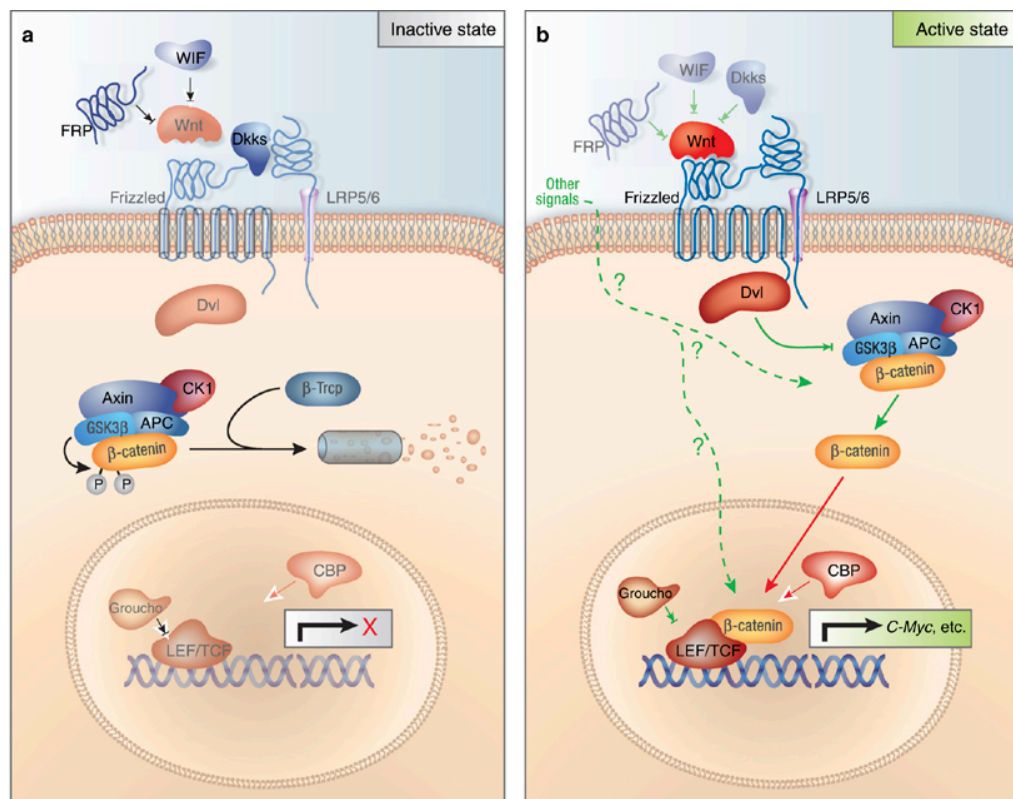 a
Inactive state
WIF
FRP
Wnt
Dkks
Frizzled
LRP5/6
Dvl
CK1
Axin
GSK3β
APC
β-catenin
P
P
β-Trcp
CBP
Groucho
X
LEF/TCF
b
Active state
WIF
Dkks
FRP
Wnt
Other
signals
Frizzled
LRP5/6
?
Dvl
CK1
Axin
?
GSK3β
APC
β-catenin
?
β-catenin
CBP
Groucho
β-catenin
C-Myc, etc.
LEF/TCF